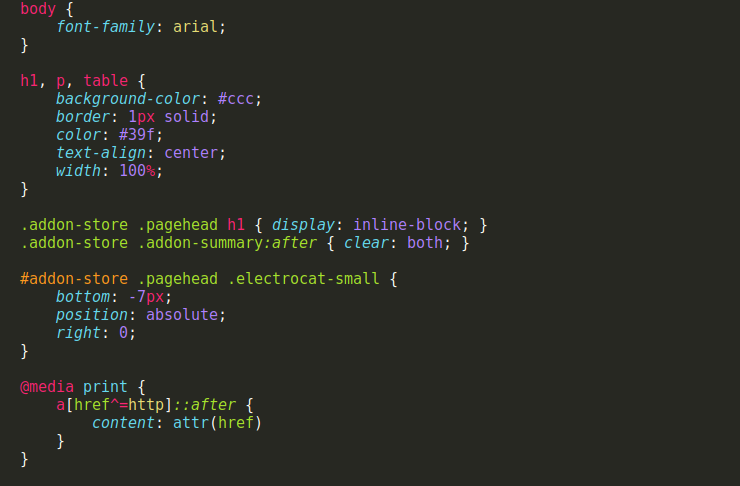 body {
    font-family: arial;
}

h1, p, table {
    background-color: #ccc;
    border: 1px solid;
    color: #39f;
    text-align: center;
    width: 100%;
}

.addon-store .pagehead h1 { display: inline-block; }
.addon-store .addon-summary:after { clear: both; }

#addon-store .pagehead .electrocat-small {
    bottom: -7px;
    position: absolute;
    right: 0;
}

@media print {
    a[href^=http]::after {
        content: attr(href)
    }
}